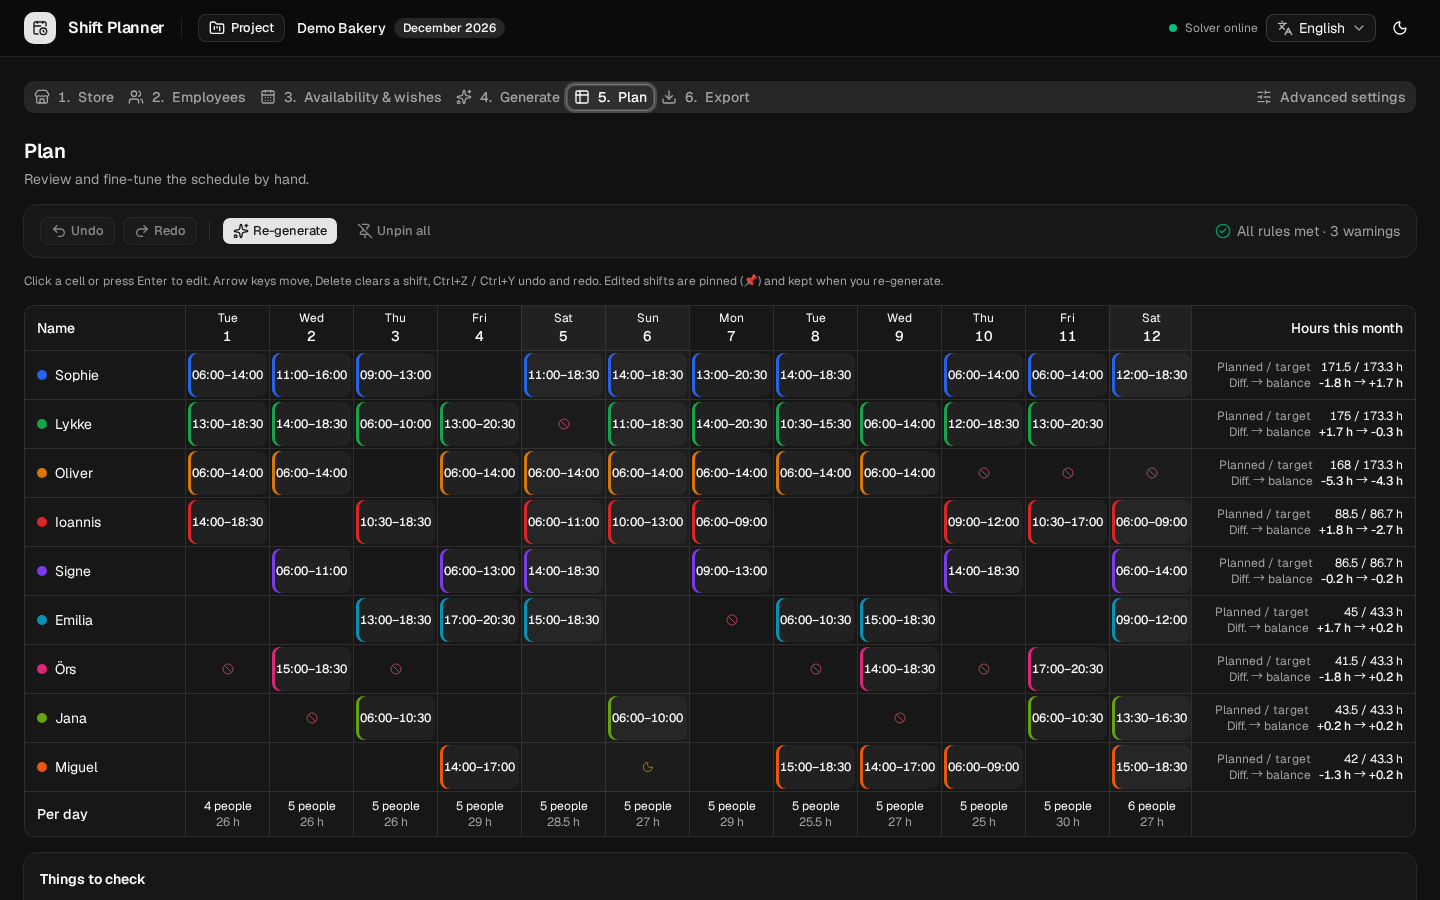 Shift Planner
Project
Demo Bakery
December 2026
Solver online
English
1. Store
2. Employees
3. Availability & wishes
4. Generate
5. Plan
6. Export
Advanced settings
Plan
Review and fine-tune the schedule by hand.
Undo
Redo
Re-generate
Unpin all
All rules met · 3 warnings
Click a cell or press Enter to edit. Arrow keys move, Delete clears a shift, Ctrl+Z / Ctrl+Y undo and redo. Edited shifts are pinned (📌) and kept when you re-generate.
Name Tue 1 Wed 2 Thu 3 Fri 4 Sat 5 Sun 6 Mon 7 Tue 8 Wed 9 Thu 10 Fri 11 Sat 12 Hours this month
Sophie 06:00–14:00 11:00–16:00 09:00–13:00 11:00–18:30 14:00–18:30 13:00–20:30 14:00–18:30 06:00–14:00 06:00–14:00 12:00–18:30
Planned / target 171.5 / 173.3 h
Diff. → balance -1.8 h → +1.7 h
Lykke 13:00–18:30 14:00–18:30 06:00–10:00 13:00–20:30 11:00–18:30 14:00–20:30 10:30–15:30 06:00–14:00 12:00–18:30 13:00–20:30
Planned / target 175 / 173.3 h
Diff. → balance +1.7 h → -0.3 h
Oliver 06:00–14:00 06:00–14:00 06:00–14:00 06:00–14:00 06:00–14:00 06:00–14:00 06:00–14:00 06:00–14:00
Planned / target 168 / 173.3 h
Diff. → balance -5.3 h → -4.3 h
Ioannis 14:00–18:30 10:30–18:30 06:00–11:00 10:00–13:00 06:00–09:00 09:00–12:00 10:30–17:00 06:00–09:00
Planned / target 88.5 / 86.7 h
Diff. → balance +1.8 h → -2.7 h
Signe 06:00–11:00 06:00–13:00 14:00–18:30 09:00–13:00 14:00–18:30 06:00–14:00
Planned / target 86.5 / 86.7 h
Diff. → balance -0.2 h → -0.2 h
Emilia 13:00–18:30 17:00–20:30 15:00–18:30 06:00–10:30 15:00–18:30 09:00–12:00
Planned / target 45 / 43.3 h
Diff. → balance +1.7 h → +0.2 h
Örs 15:00–18:30 14:00–18:30 17:00–20:30
Planned / target 41.5 / 43.3 h
Diff. → balance -1.8 h → +0.2 h
Jana 06:00–10:30 06:00–10:00 06:00–10:30 13:30–16:30
Planned / target 43.5 / 43.3 h
Diff. → balance +0.2 h → +0.2 h
Miguel 14:00–17:00 15:00–18:30 14:00–17:00 06:00–09:00 15:00–18:30
Planned / target 42 / 43.3 h
Diff. → balance -1.3 h → +0.2 h
Per day 4 people 5 people 5 people 5 people 5 people 5 people 5 people 5 people 5 people 5 people 5 people 6 people
26 h 26 h 26 h 29 h 28.5 h 27 h 29 h 25.5 h 27 h 25 h 30 h 27 h
Things to check